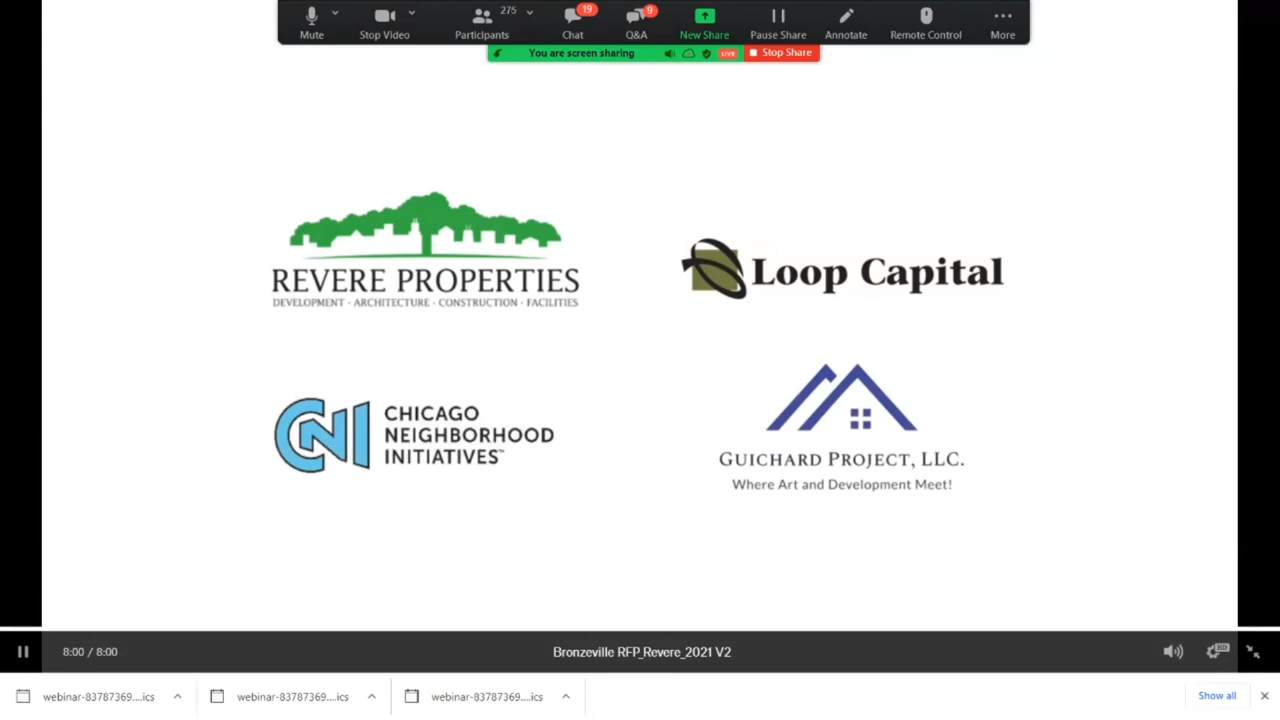 275
19
9
Mute
Stop Video
Participants
Chat
Q&A
New Share
Pause Share
Annotate
Remote Control
More
You are screen sharing
LIVE
Stop Share
REVERE PROPERTIES
DEVELOPMENT · ARCHITECTURE · CONSTRUCTION · FACILITIES
Loop Capital
CNI
CHICAGO
NEIGHBORHOOD
INITIATIVES™
GUICHARD PROJECT, LLC.
Where Art and Development Meet!
8:00 / 8:00
Bronzeville RFP_Revere_2021 V2
HD
webinar-83787369....ics
webinar-83787369....ics
webinar-83787369....ics
Show all